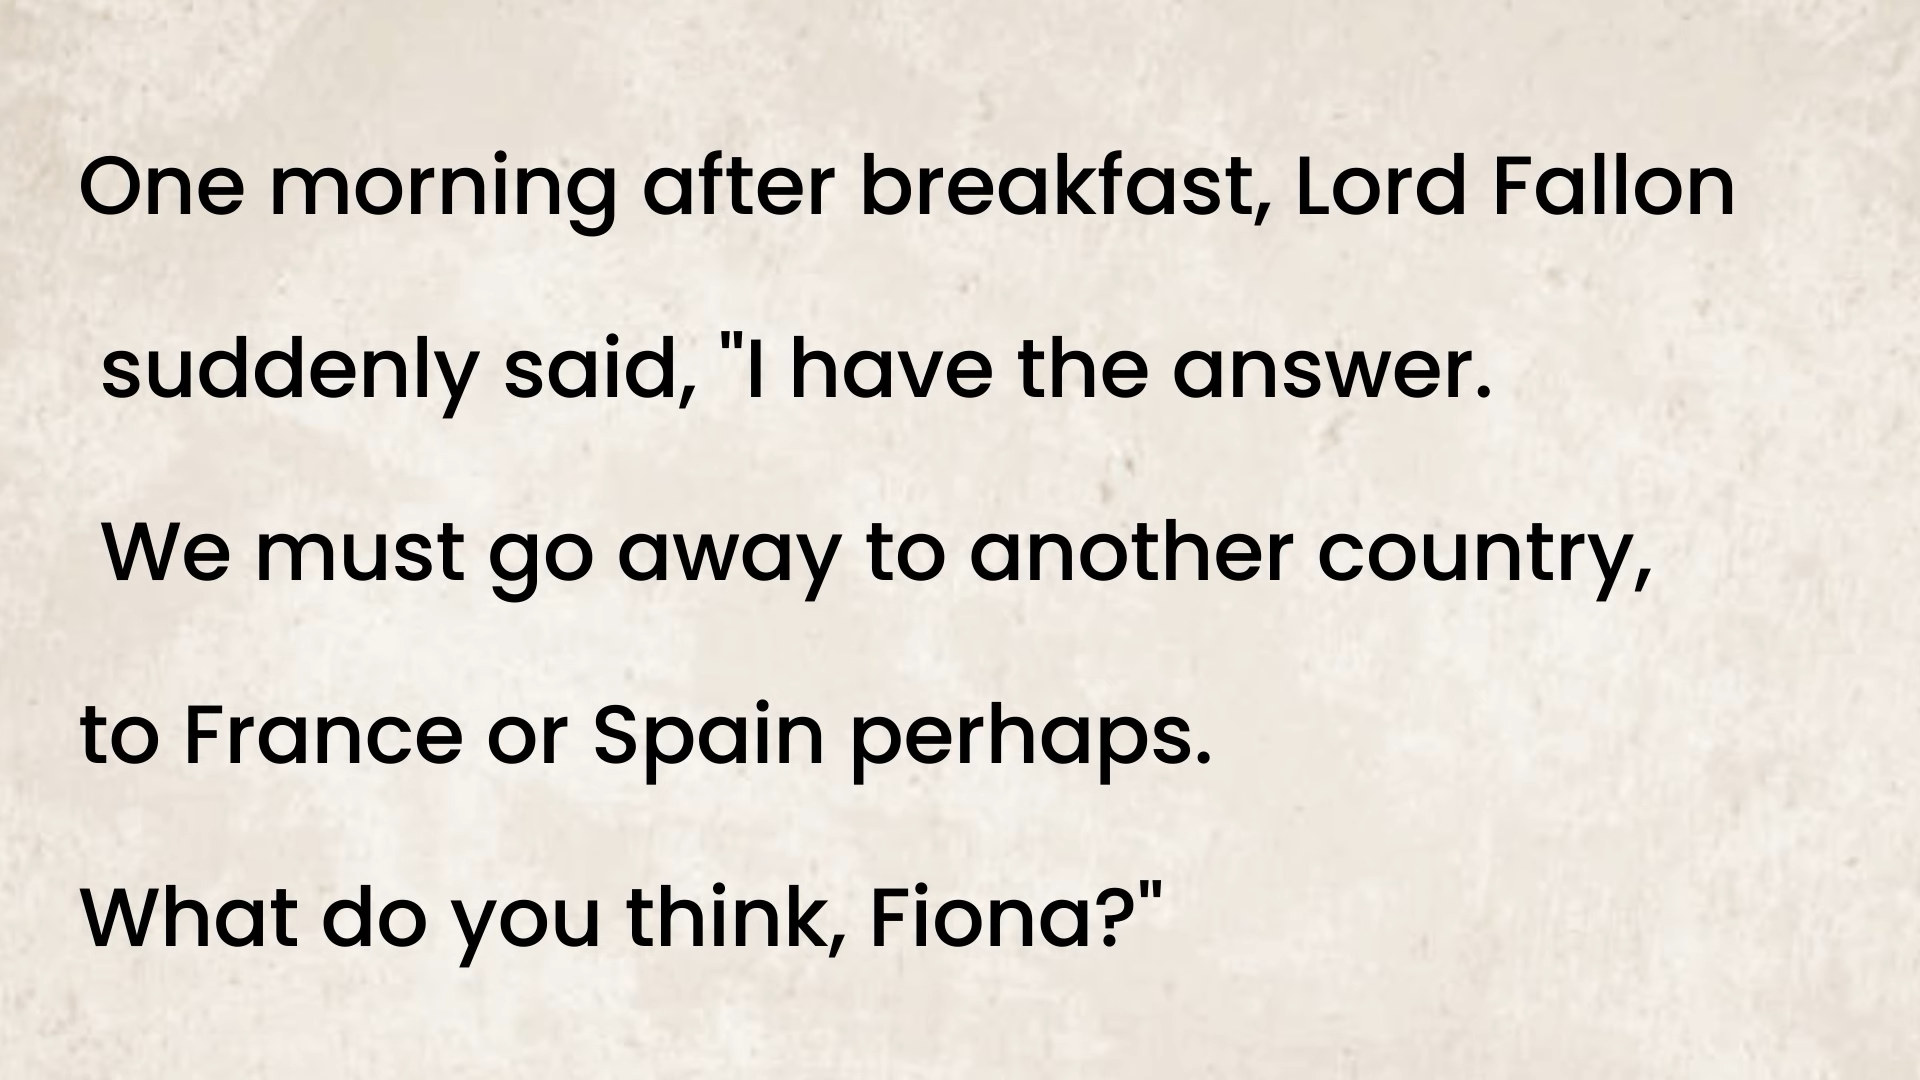 One morning after breakfast, Lord Fallon
suddenly said, "I have the answer.
We must go away to another country,
to France or Spain perhaps.
What do you think, Fiona?"